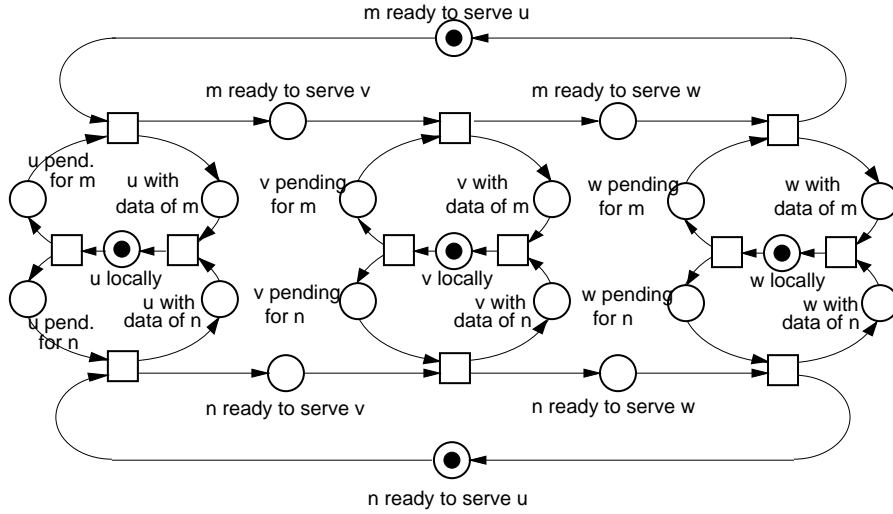 m ready to serve u
m ready to serve v
m ready to serve w
u pend.
for m
u with
data of m
v pending
for m
v with
data of m
w pending
for m
w with
data of m
u locally
v locally
w locally
u pend.
for n
u with
data of n
v pending
for n
v with
data of n
w pending
for n
w with
data of n
n ready to serve v
n ready to serve w
n ready to serve u